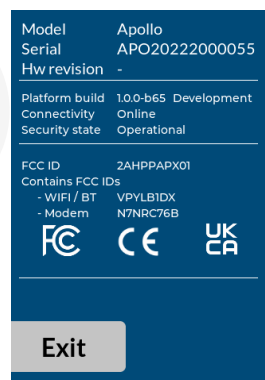 Model Apollo
Serial APO20222000055
Hw revision -
Platform build 1.0.0-b65 Development
Connectivity Online
Security state Operational
FCC ID 2AHPPAPX01
Contains FCC IDs
- WIFI / BT VPYLB1DX
- Modem N7NRC76B
FC CE UK
CA
Exit